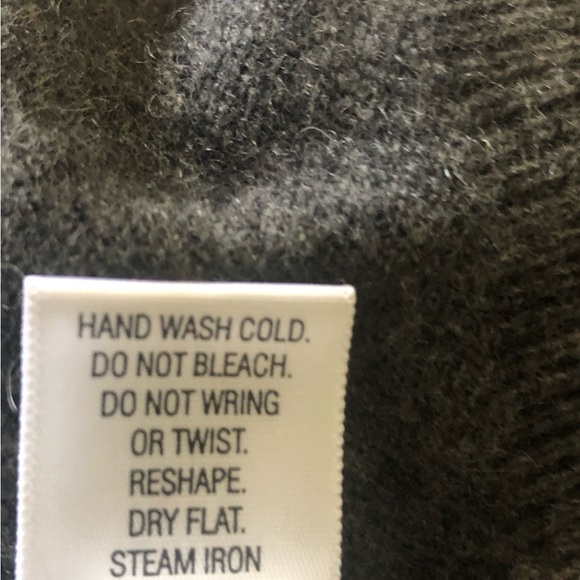 HAND WASH COLD.
DO NOT BLEACH.
DO NOT WRING
OR TWIST.
RESHAPE.
DRY FLAT.
STEAM IRON